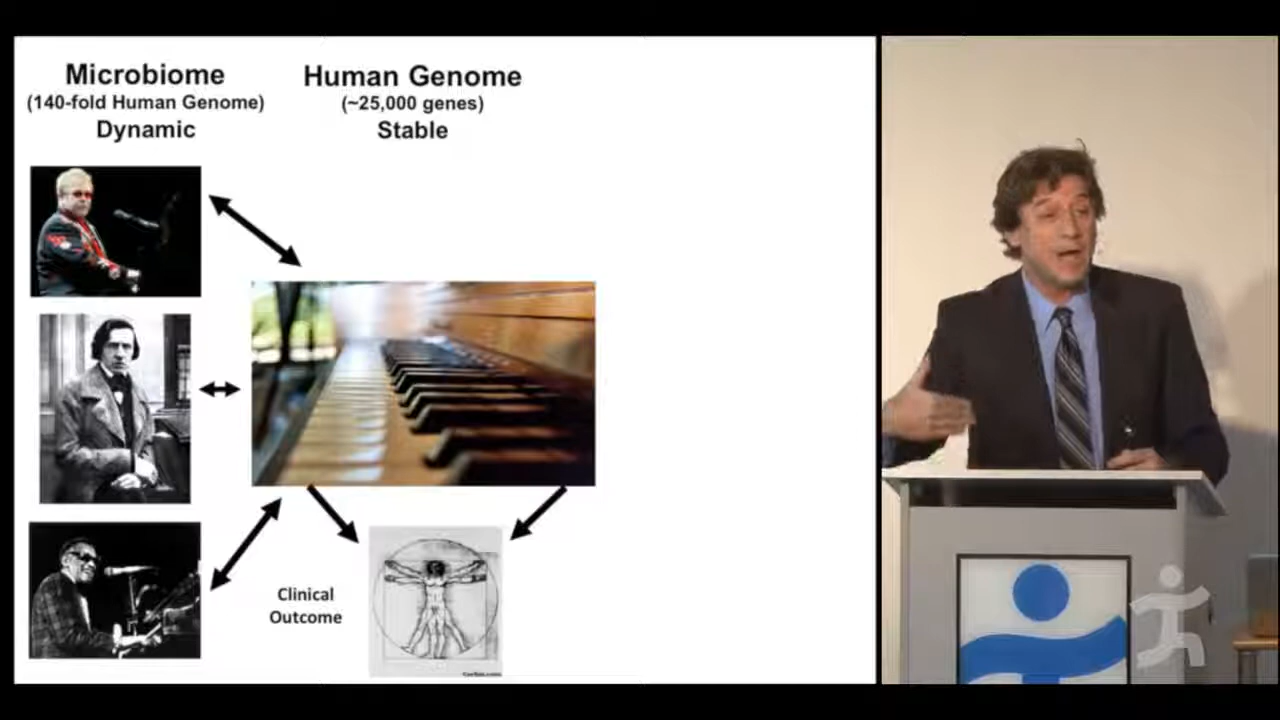 Microbiome
(140-fold Human Genome)
Dynamic
Human Genome
(~25,000 genes)
Stable
Clinical
Outcome